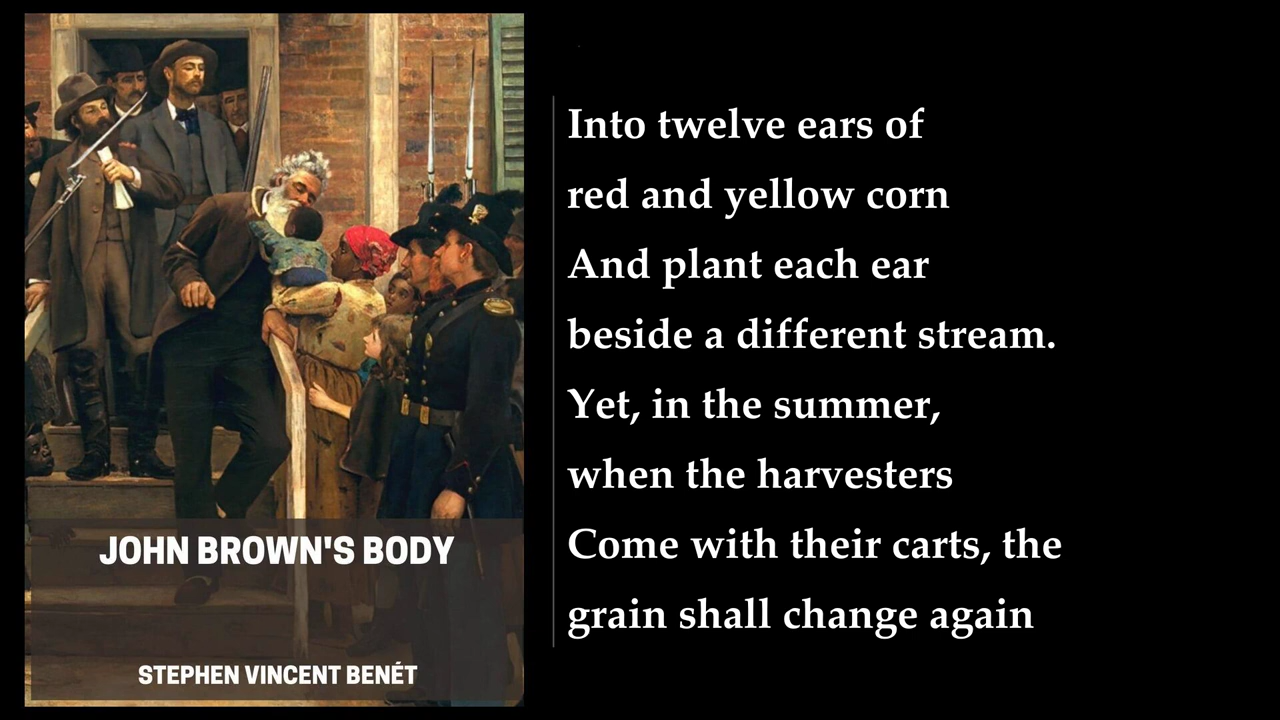 JOHN BROWN'S BODY
STEPHEN VINCENT BENÉT
Into twelve ears of
red and yellow corn
And plant each ear
beside a different stream.
Yet, in the summer,
when the harvesters
Come with their carts, the
grain shall change again